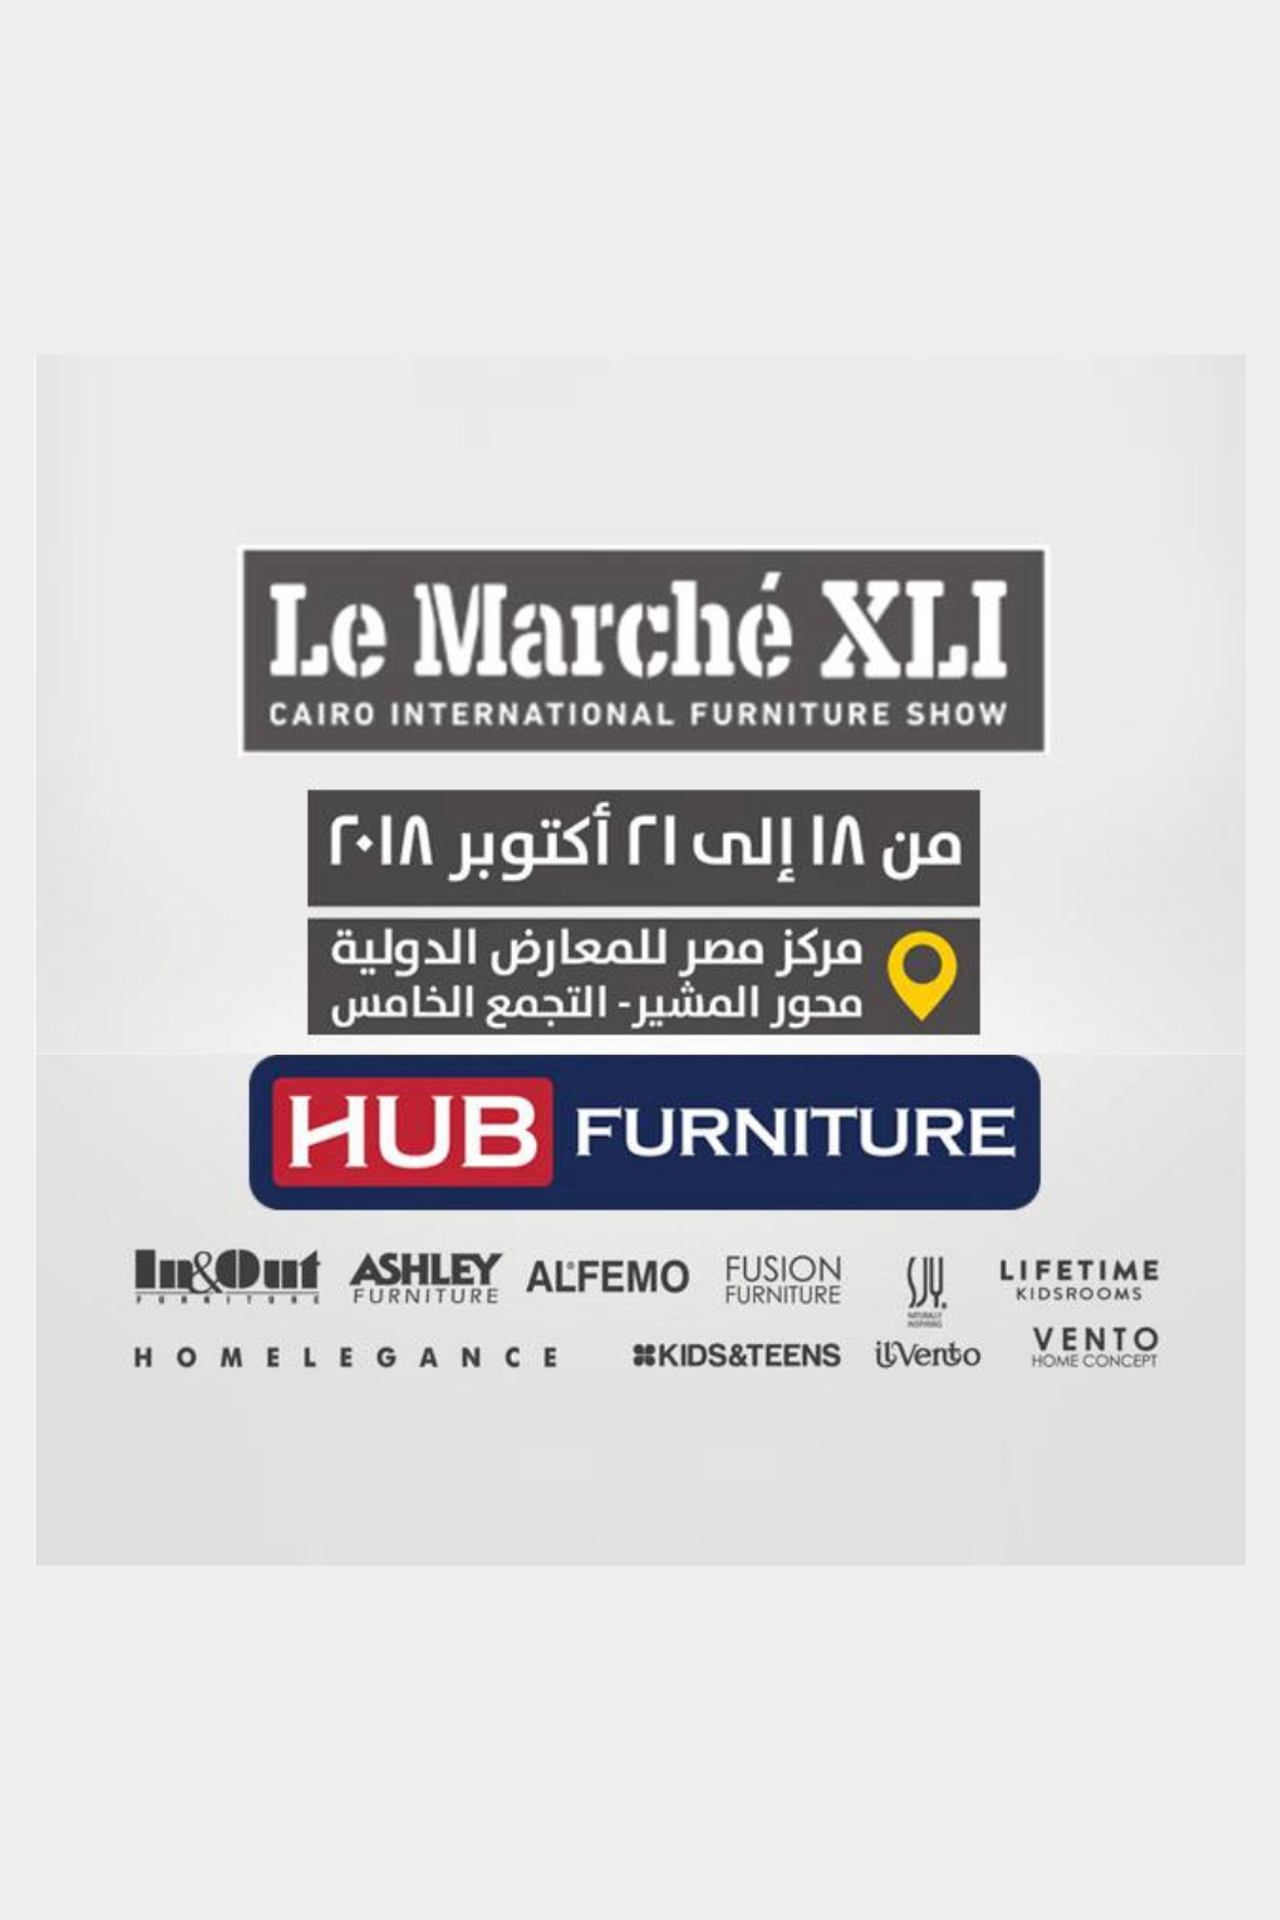 Le Marché XLI
CAIRO INTERNATIONAL FURNITURE SHOW
من ١٨ إلى ٢١ أكتوبر ٢٠١٨
مركز مصر للمعارض الدولية
محور المشير- التجمع الخامس
HUB FURNITURE
In&Out FURNITURE
ASHLEY FURNITURE
ALFEMO
FUSION FURNITURE
SJY. NATURALLY INSPIRING
LIFETIME KIDSROOMS
HOMELEGANCE
KIDS&TEENS
ilVento
VENTO HOME CONCEPT